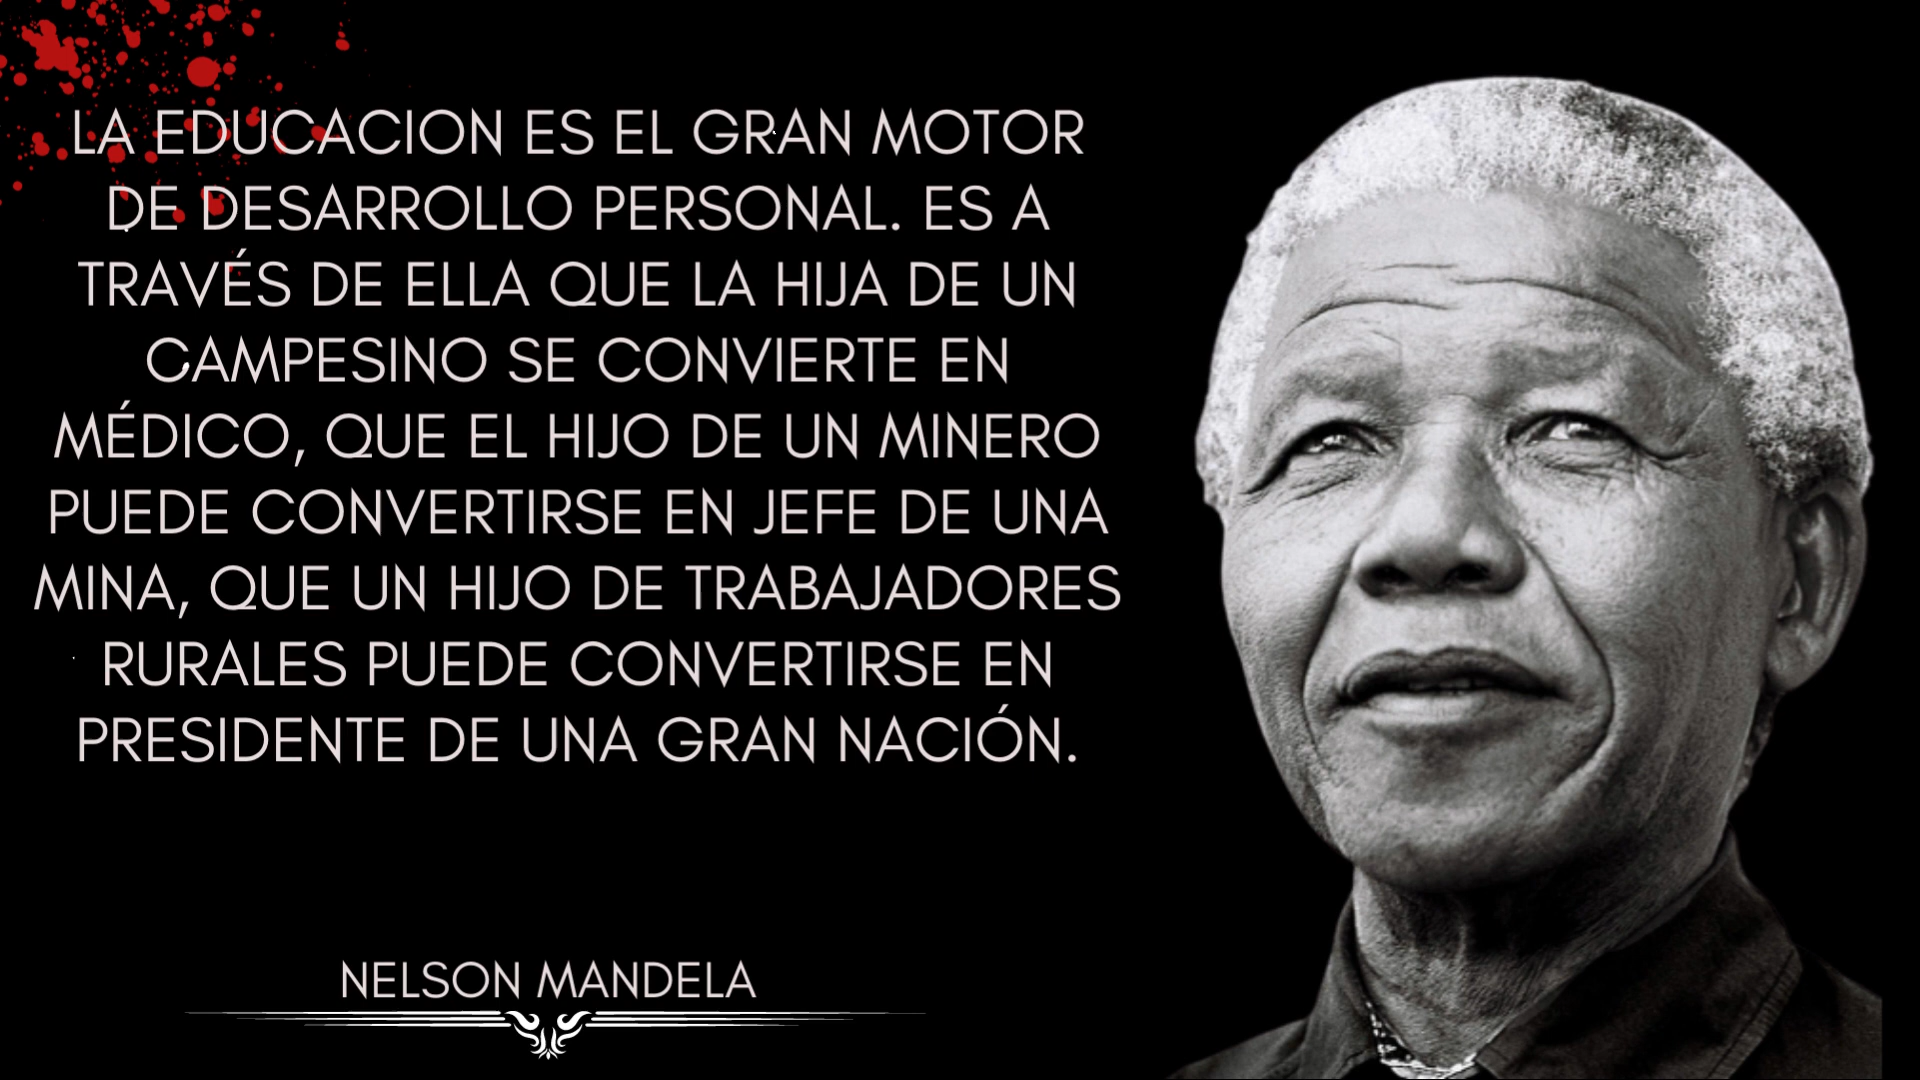 LA EDUCACION ES EL GRAN MOTOR
DE DESARROLLO PERSONAL. ES A
TRAVÉS DE ELLA QUE LA HIJA DE UN
CAMPESINO SE CONVIERTE EN
MÉDICO, QUE EL HIJO DE UN MINERO
PUEDE CONVERTIRSE EN JEFE DE UNA
MINA, QUE UN HIJO DE TRABAJADORES
RURALES PUEDE CONVERTIRSE EN
PRESIDENTE DE UNA GRAN NACIÓN.
NELSON MANDELA